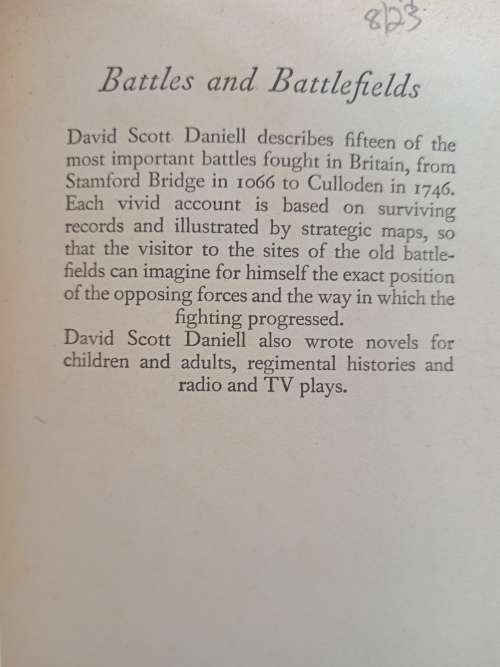 8/23
Battles and Battlefields
David Scott Daniell describes fifteen of the
most important battles fought in Britain, from
Stamford Bridge in 1066 to Culloden in 1746.
Each vivid account is based on surviving
records and illustrated by strategic maps, so
that the visitor to the sites of the old battle-
fields can imagine for himself the exact position
of the opposing forces and the way in which the
fighting progressed.
David Scott Daniell also wrote novels for
children and adults, regimental histories and
radio and TV plays.